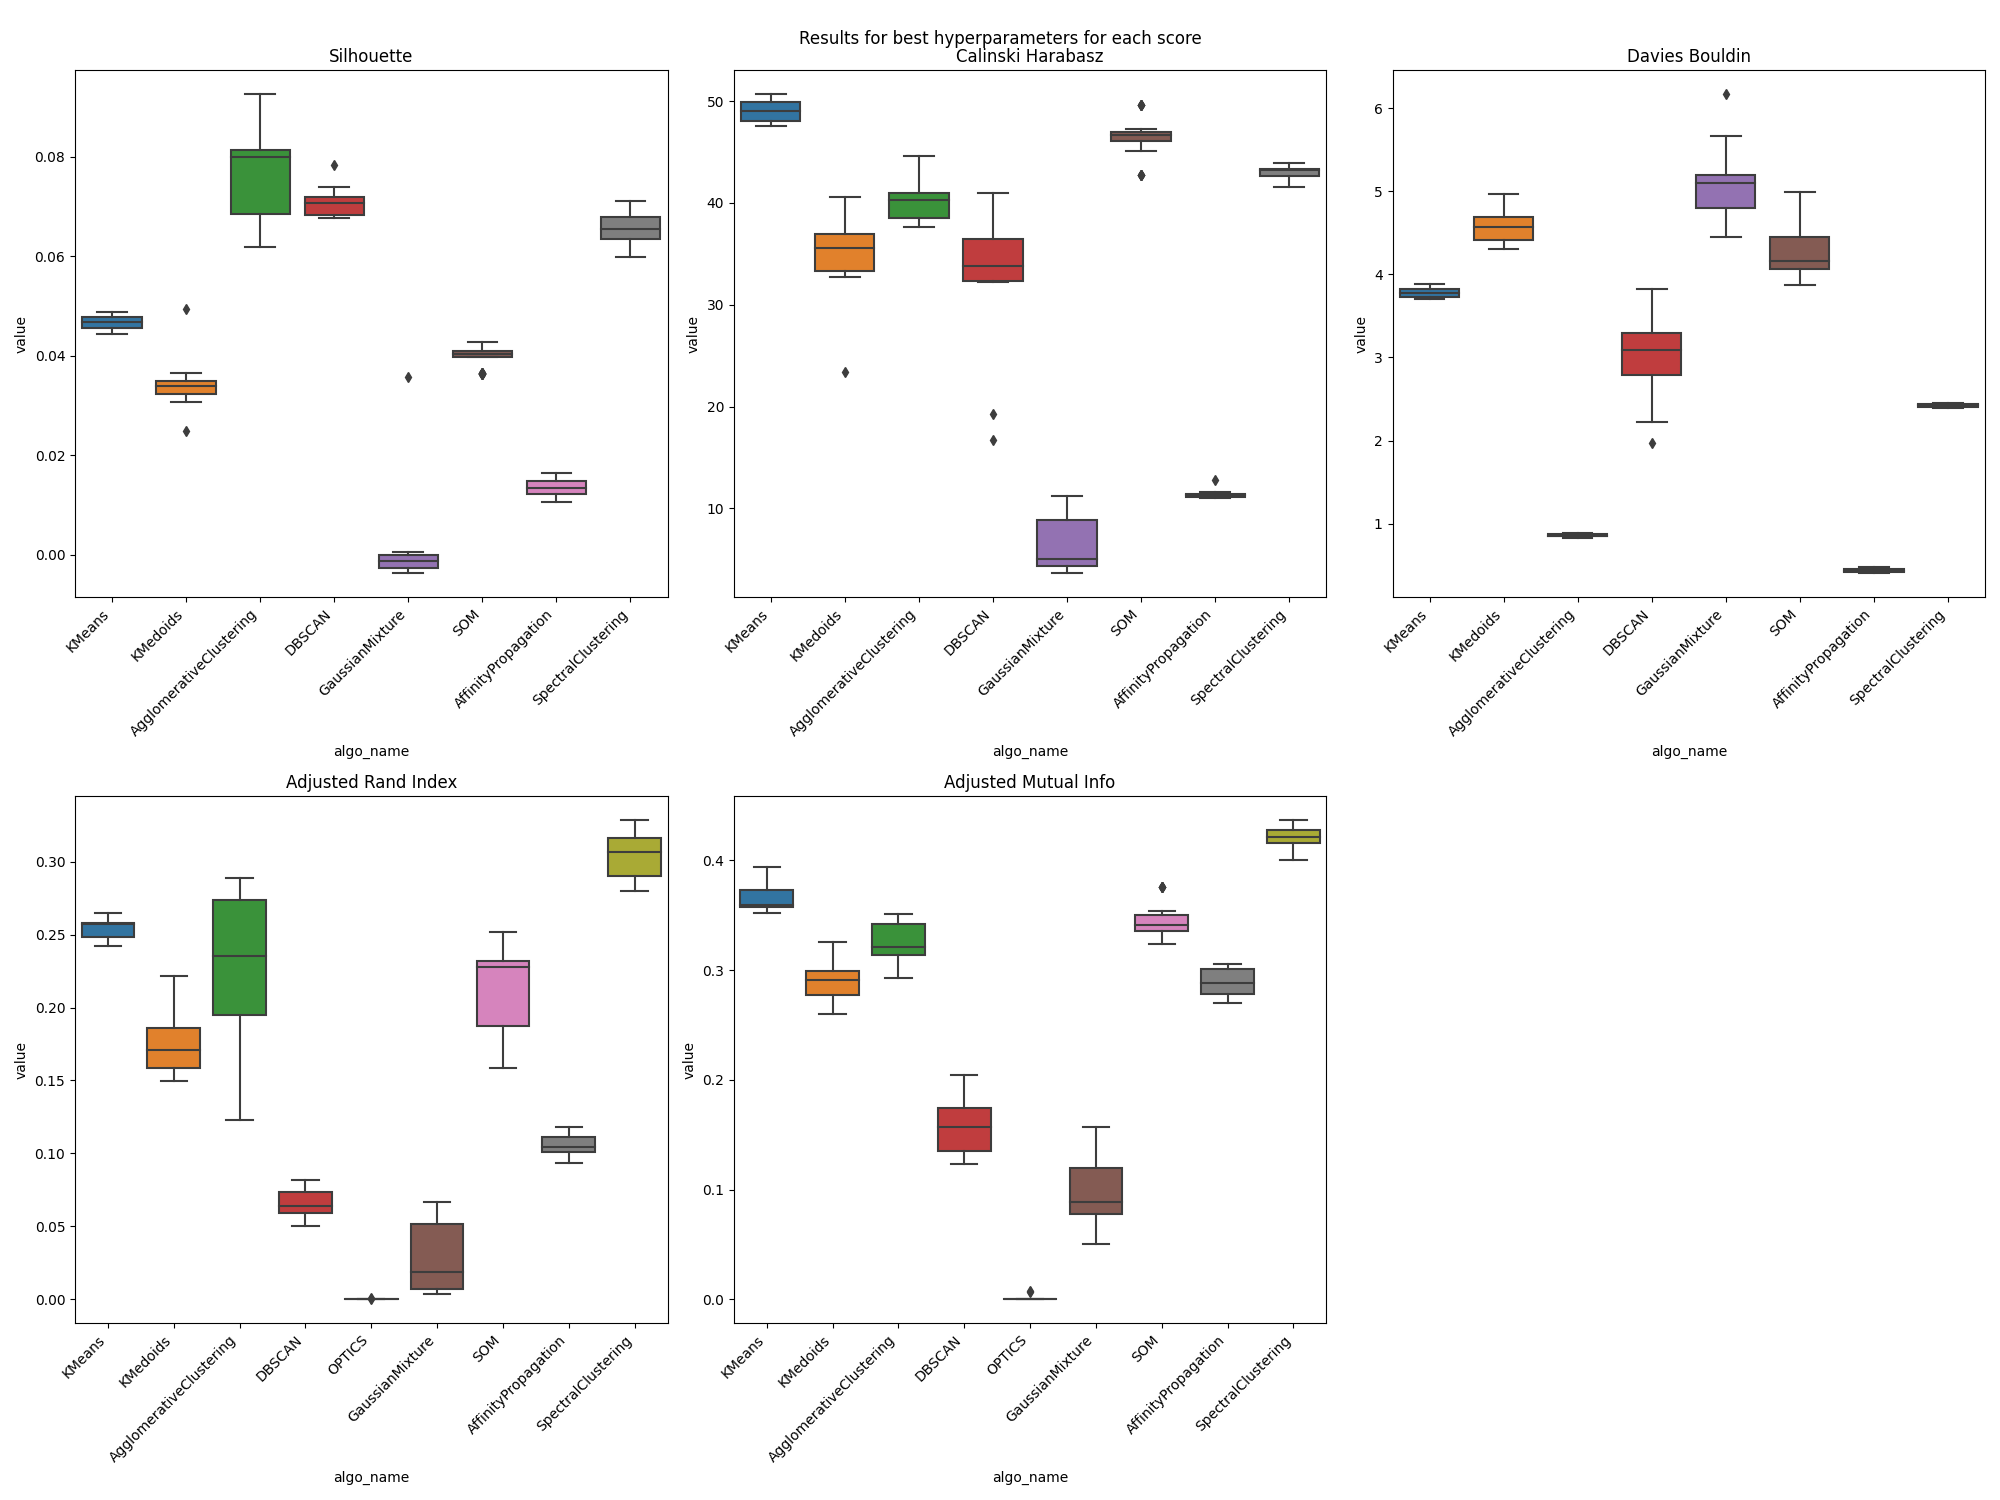 Results for best hyperparameters for each score
Silhouette
0.08
0.06
0.04
0.02
0.00
value
KMeans
KMedoids
AgglomerativeClustering
DBSCAN
GaussianMixture
SOM
AffinityPropagation
SpectralClustering
algo_name
Calinski Harabasz
50
40
30
20
10
value
KMeans
KMedoids
AgglomerativeClustering
DBSCAN
GaussianMixture
SOM
AffinityPropagation
SpectralClustering
algo_name
Davies Bouldin
6
5
4
3
2
1
value
KMeans
KMedoids
AgglomerativeClustering
DBSCAN
GaussianMixture
SOM
AffinityPropagation
SpectralClustering
algo_name
Adjusted Rand Index
0.30
0.25
0.20
0.15
0.10
0.05
0.00
value
KMeans
KMedoids
AgglomerativeClustering
DBSCAN
OPTICS
GaussianMixture
SOM
AffinityPropagation
SpectralClustering
algo_name
Adjusted Mutual Info
0.4
0.3
0.2
0.1
0.0
value
KMeans
KMedoids
AgglomerativeClustering
DBSCAN
OPTICS
GaussianMixture
SOM
AffinityPropagation
SpectralClustering
algo_name